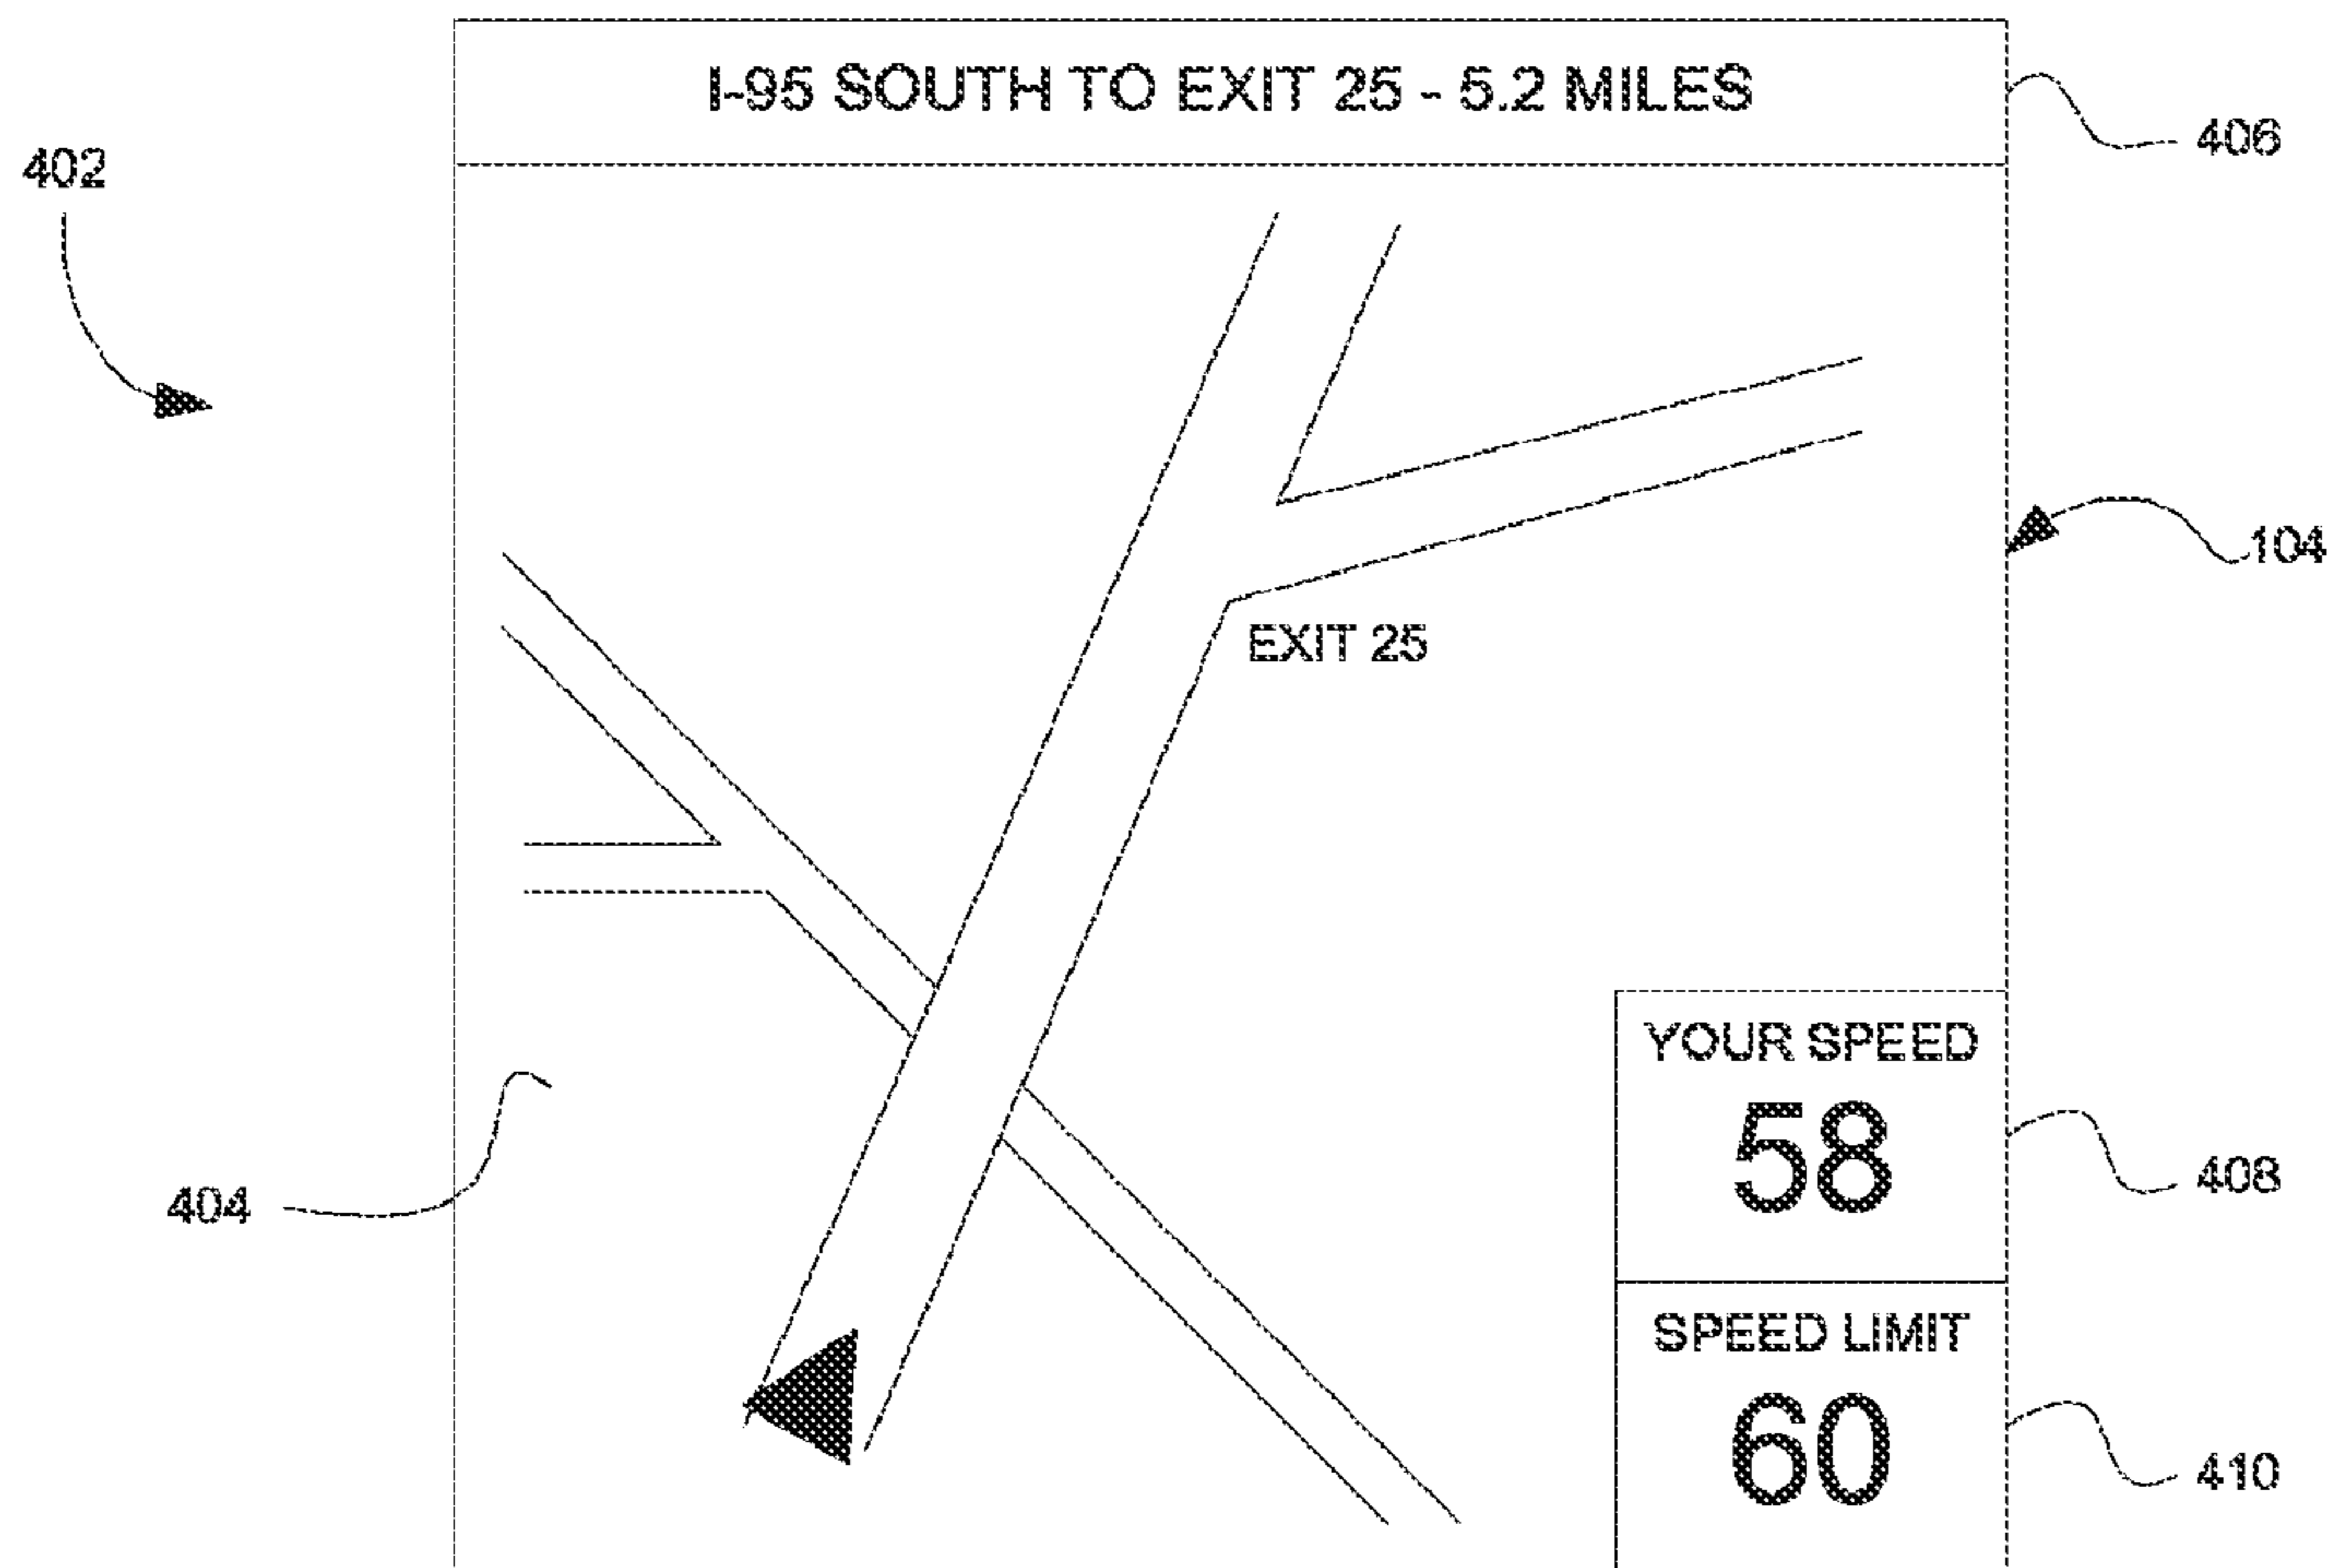 I-95 SOUTH TO EXIT 25 - 5.2 MILES
406
402
104
EXIT 25
YOUR SPEED
58
408
404
SPEED LIMIT
60
410